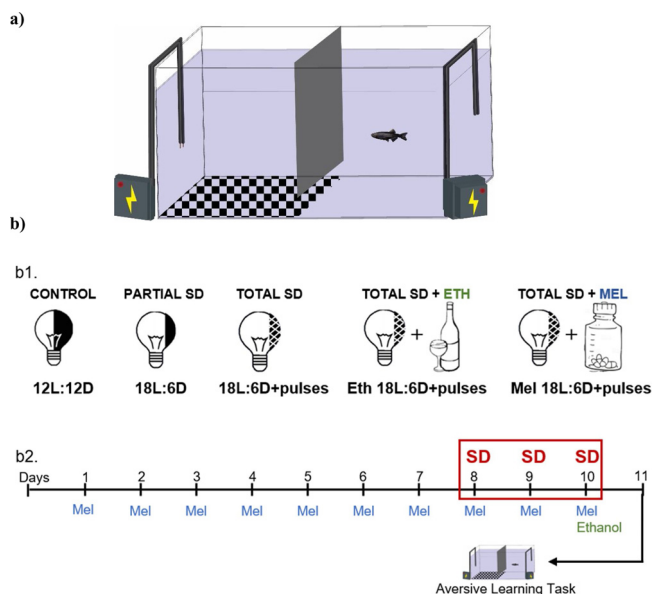 a)
b)
b1.
CONTROL PARTIAL SD TOTAL SD TOTAL SD + ETH TOTAL SD + MEL
+ +
12L:12D 18L:6D 18L:6D+pulses Eth 18L:6D+pulses Mel 18L:6D+pulses
b2.
SD SD SD
Days 1 2 3 4 5 6 7 8 9 10 11
Mel Mel Mel Mel Mel Mel Mel Mel Mel Mel
Ethanol
Aversive Learning Task